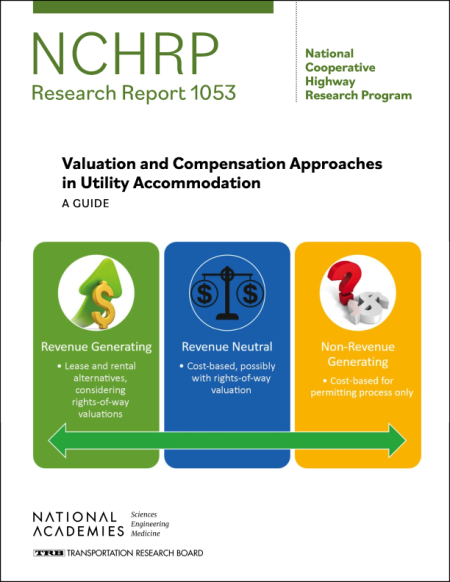 NCHRP
Research Report 1053
National
Cooperative
Highway
Research Program
Valuation and Compensation Approaches
in Utility Accommodation
A GUIDE
Revenue Generating
• Lease and rental
alternatives,
considering
rights-of-way
valuations
Revenue Neutral
• Cost-based, possibly
with rights-of-way
valuation
Non-Revenue
Generating
• Cost-based for
permitting process only
NATIONAL
ACADEMIES
Sciences
Engineering
Medicine
TRB TRANSPORTATION RESEARCH BOARD